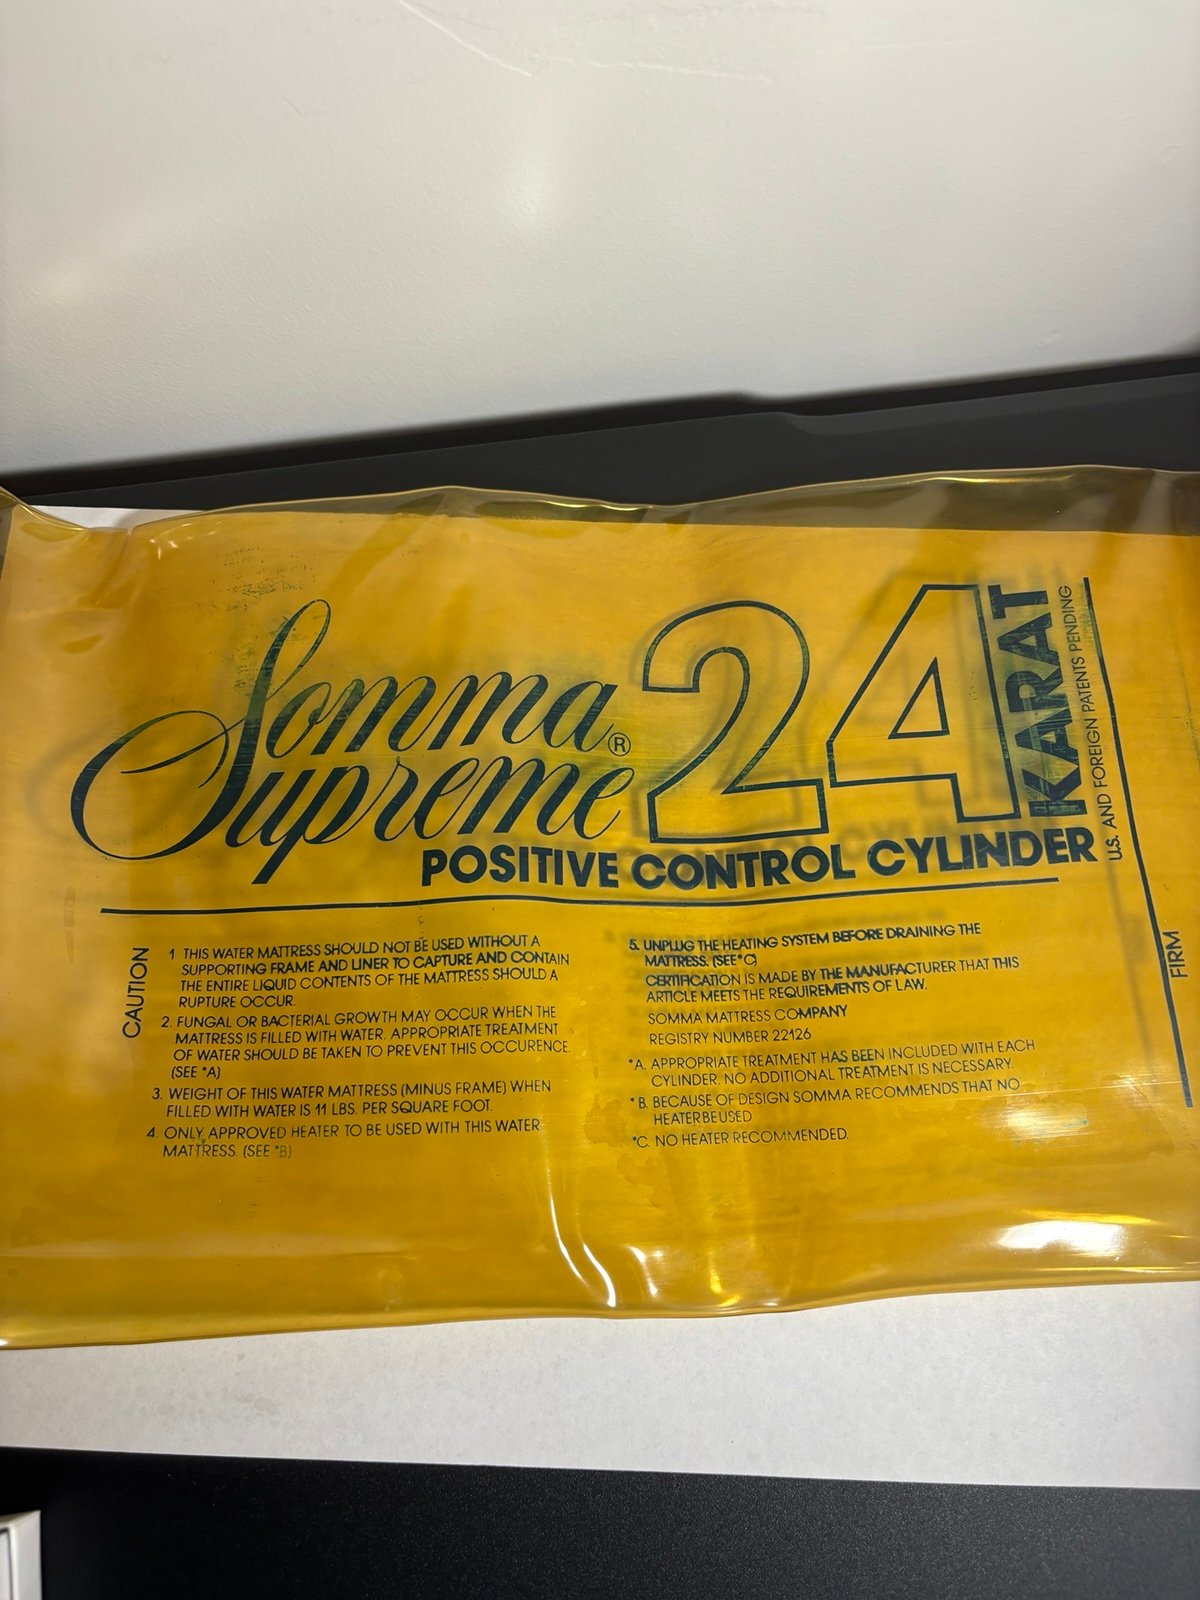 Somma®
Supreme
24
KARAT
U.S. AND FOREIGN PATENTS PENDING
POSITIVE CONTROL CYLINDER
FIRM
CAUTION
1 THIS WATER MATTRESS SHOULD NOT BE USED WITHOUT A
SUPPORTING FRAME AND LINER TO CAPTURE AND CONTAIN
THE ENTIRE LIQUID CONTENTS OF THE MATTRESS SHOULD A
RUPTURE OCCUR.
2. FUNGAL OR BACTERIAL GROWTH MAY OCCUR WHEN THE
MATTRESS IS FILLED WITH WATER. APPROPRIATE TREATMENT
OF WATER SHOULD BE TAKEN TO PREVENT THIS OCCURENCE.
(SEE *A)
3. WEIGHT OF THIS WATER MATTRESS (MINUS FRAME) WHEN
FILLED WITH WATER IS 11 LBS. PER SQUARE FOOT.
4. ONLY APPROVED HEATER TO BE USED WITH THIS WATER
MATTRESS. (SEE *B)
5. UNPLUG THE HEATING SYSTEM BEFORE DRAINING THE
MATTRESS. (SEE *C)
CERTIFICATION IS MADE BY THE MANUFACTURER THAT THIS
ARTICLE MEETS THE REQUIREMENTS OF LAW.
SOMMA MATTRESS COMPANY
REGISTRY NUMBER 22126
*A. APPROPRIATE TREATMENT HAS BEEN INCLUDED WITH EACH
CYLINDER. NO ADDITIONAL TREATMENT IS NECESSARY.
*B. BECAUSE OF DESIGN SOMMA RECOMMENDS THAT NO
HEATER BE USED
*C. NO HEATER RECOMMENDED.